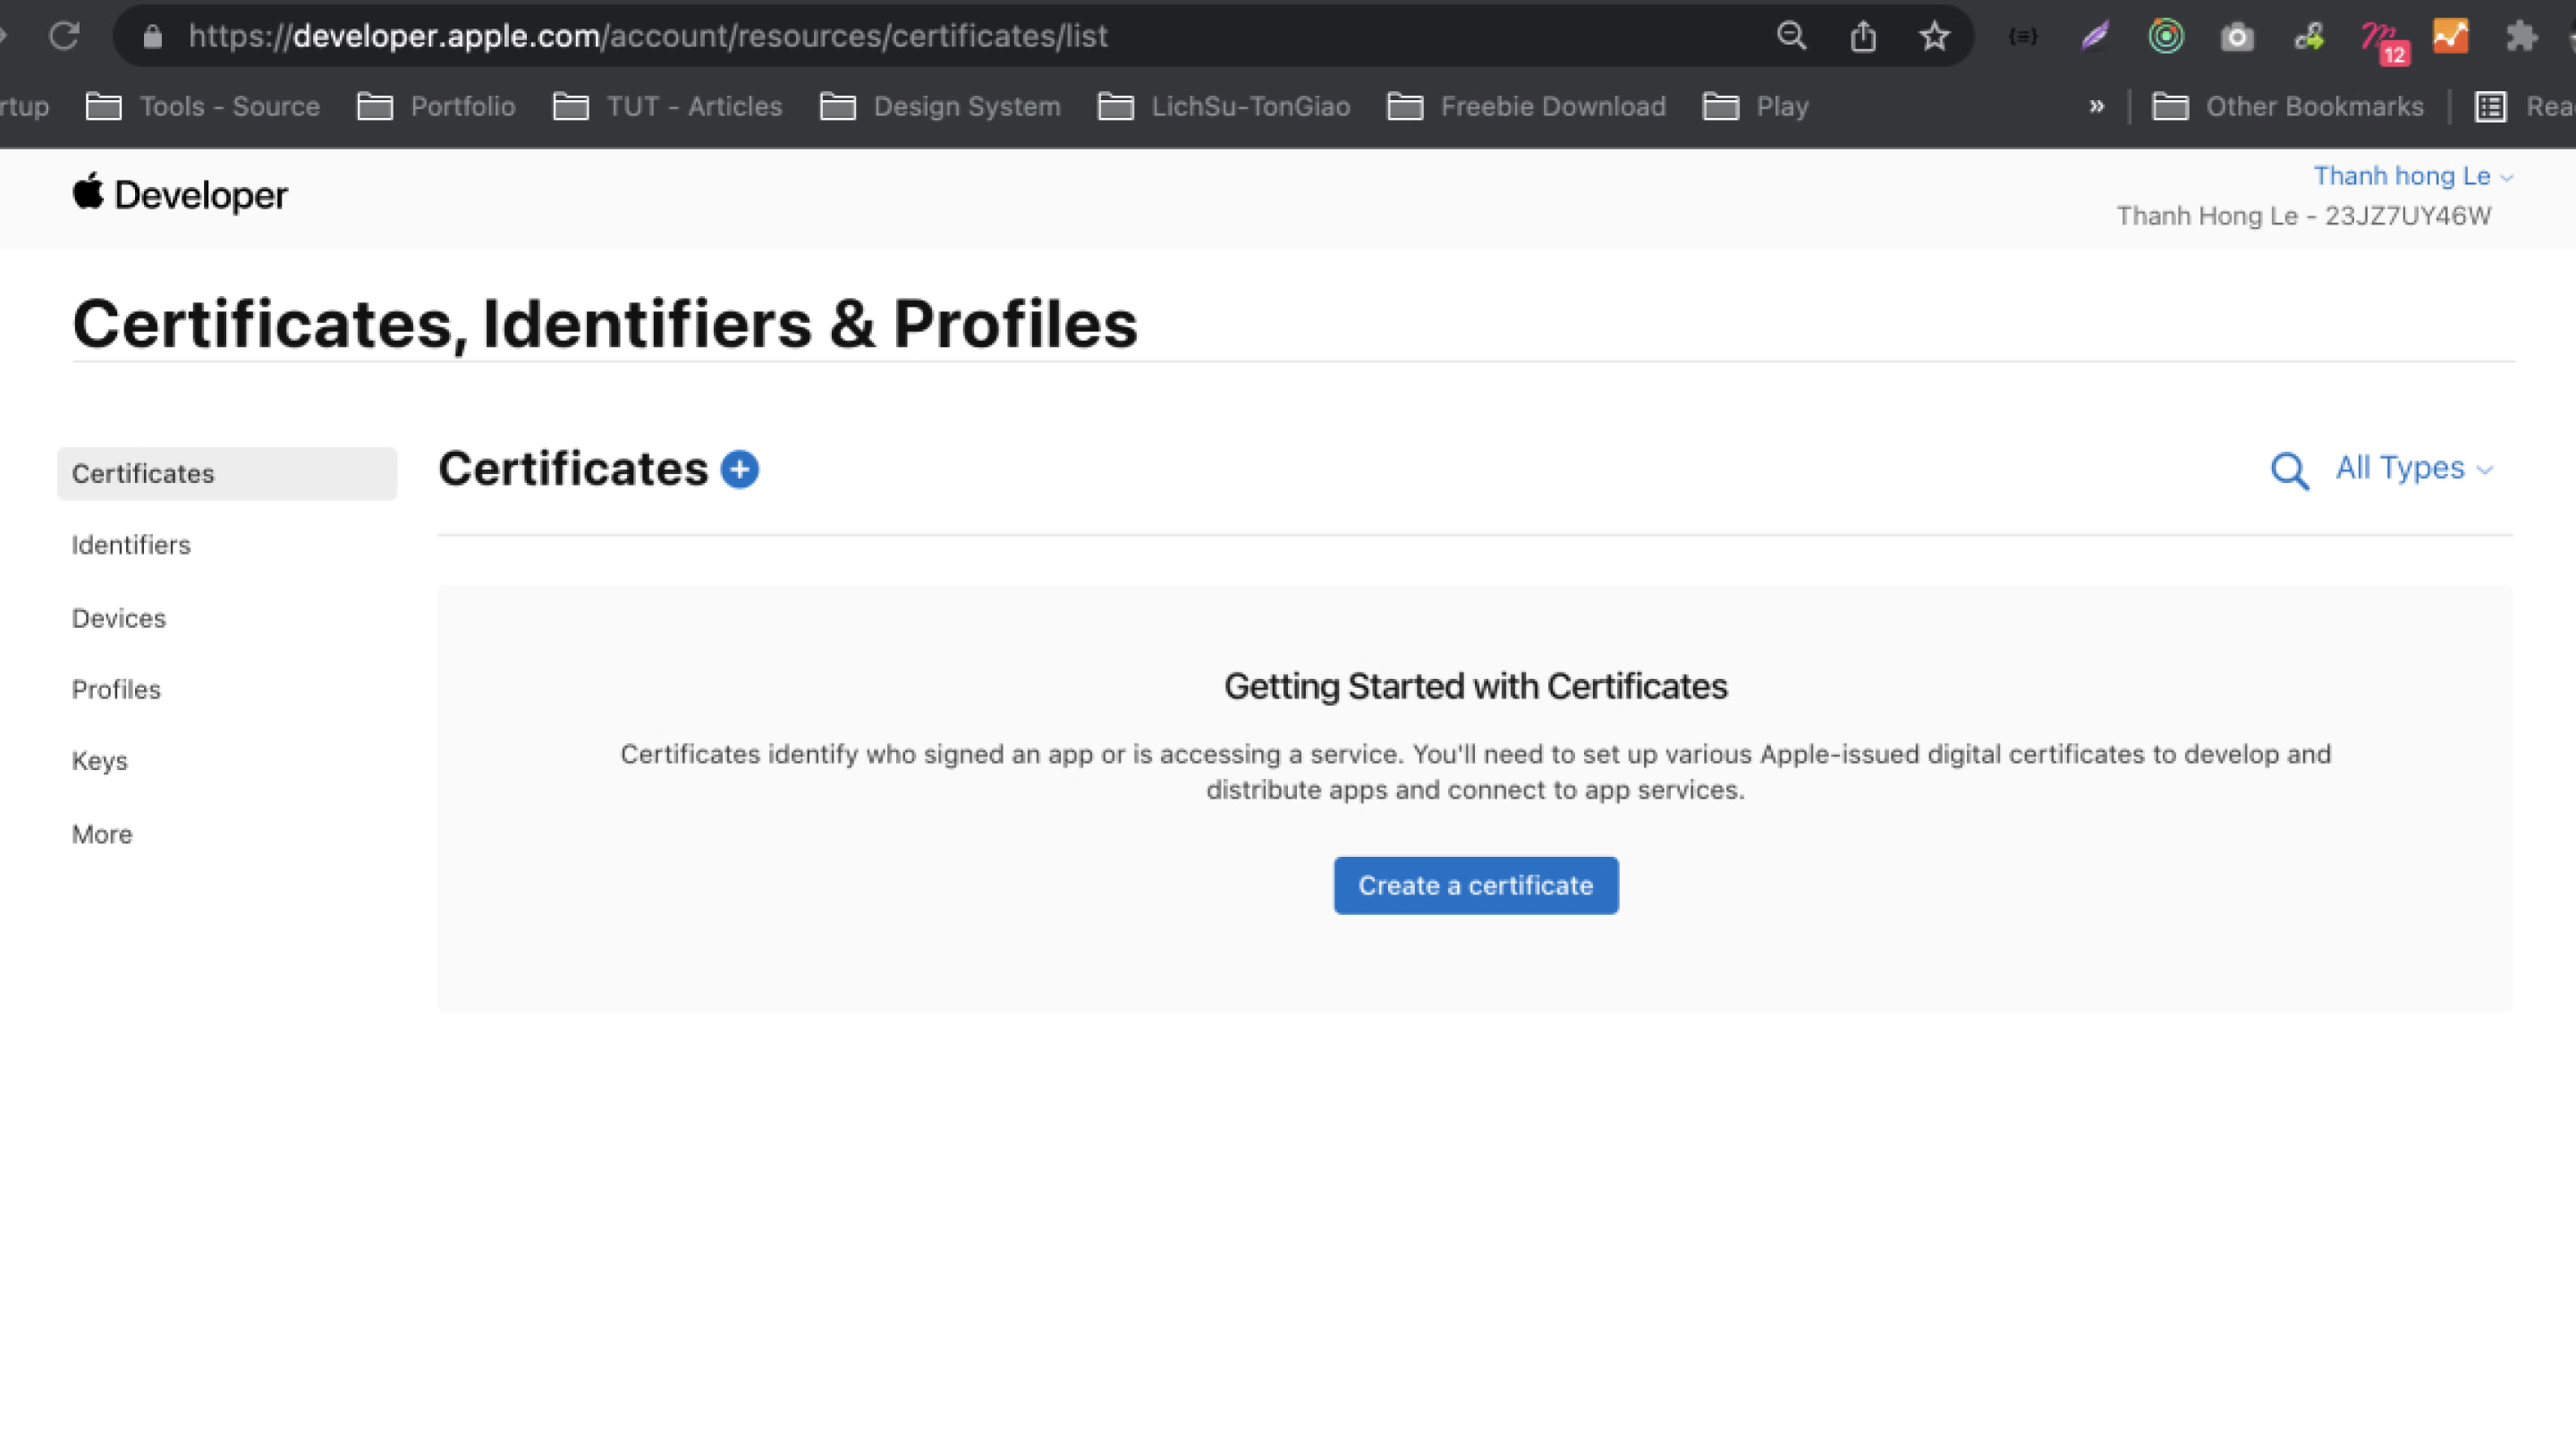 https://developer.apple.com/account/resources/certificates/list
12
rtup Tools - Source Portfolio TUT - Articles Design System LichSu-TonGiao Freebie Download Play » Other Bookmarks Rea
Developer
Thanh hong Le
Thanh Hong Le - 23JZ7UY46W
Certificates, Identifiers & Profiles
Certificates
Identifiers
Devices
Profiles
Keys
More
Certificates
All Types
Getting Started with Certificates
Certificates identify who signed an app or is accessing a service. You'll need to set up various Apple-issued digital certificates to develop and
distribute apps and connect to app services.
Create a certificate